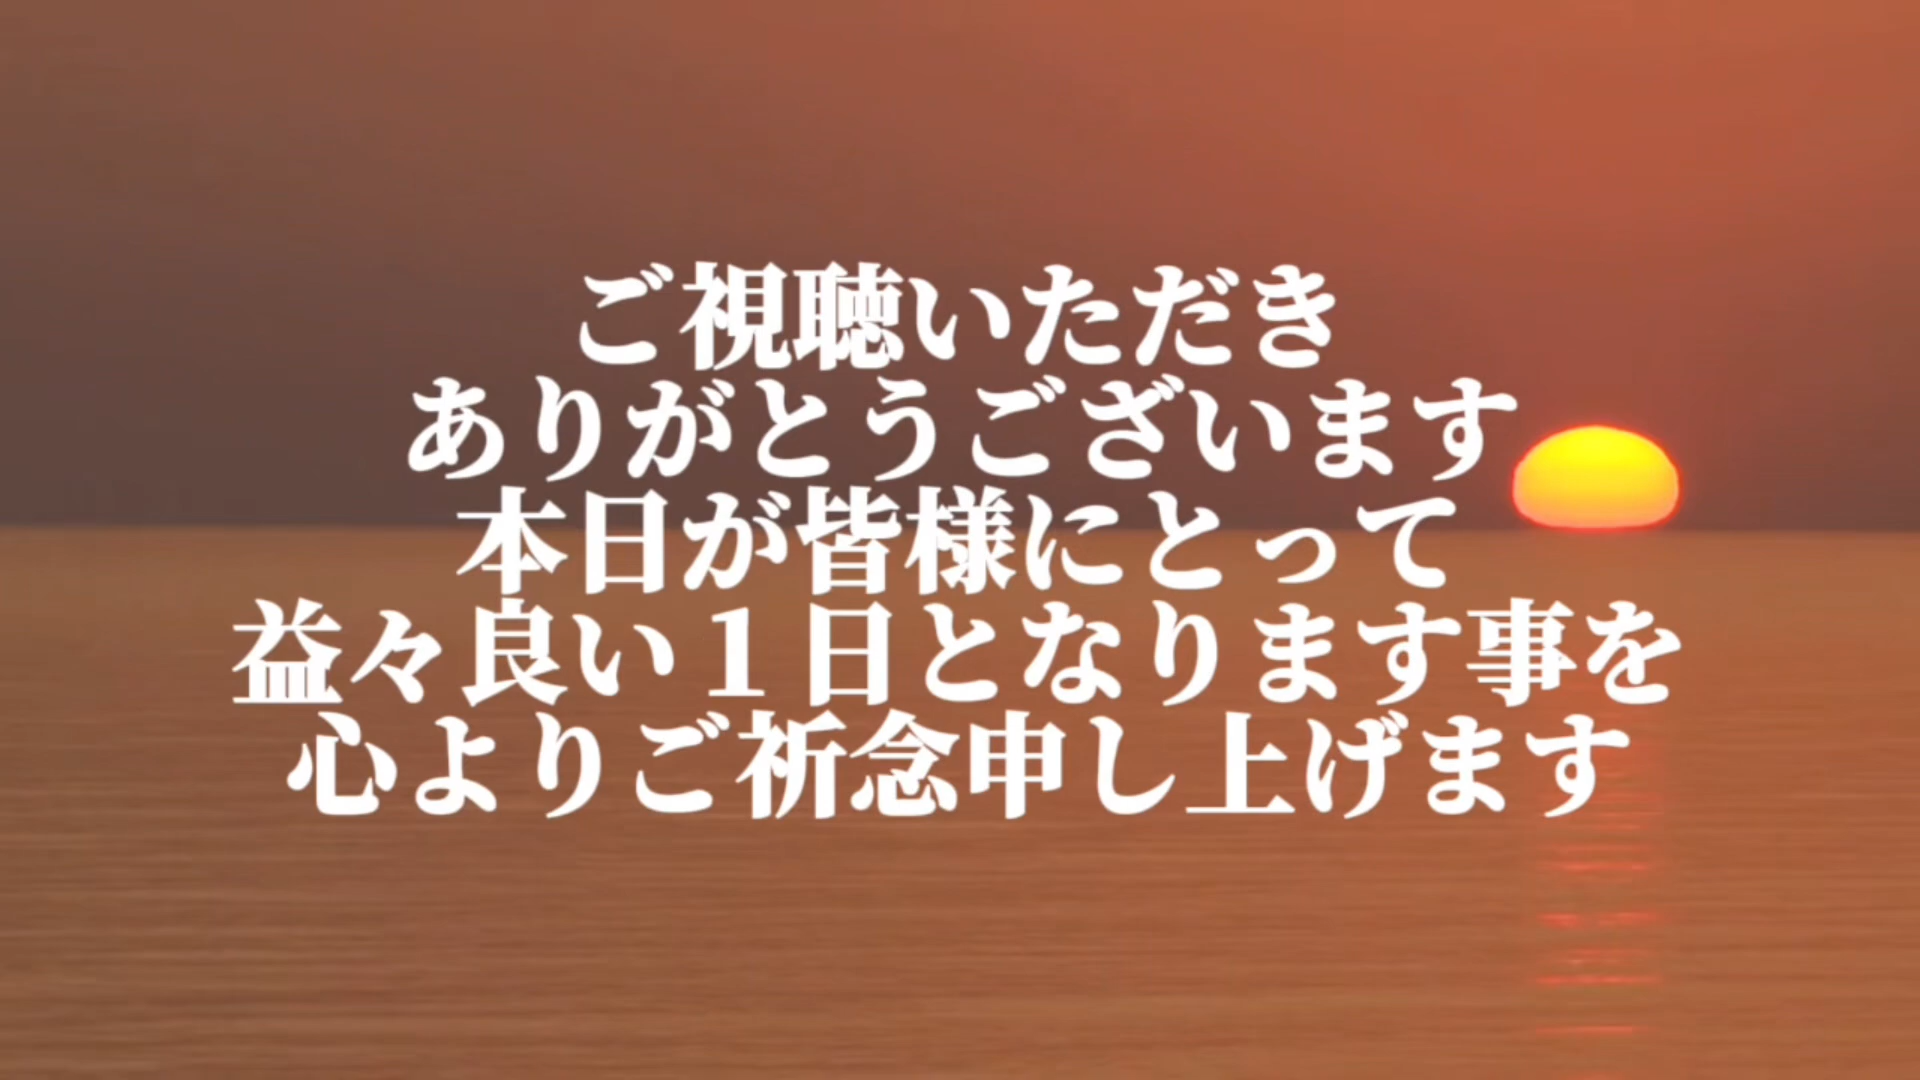 ご視聴いただき
ありがとうございます
本日が皆様にとって
益々良い１日となります事を
心よりご祈念申し上げます